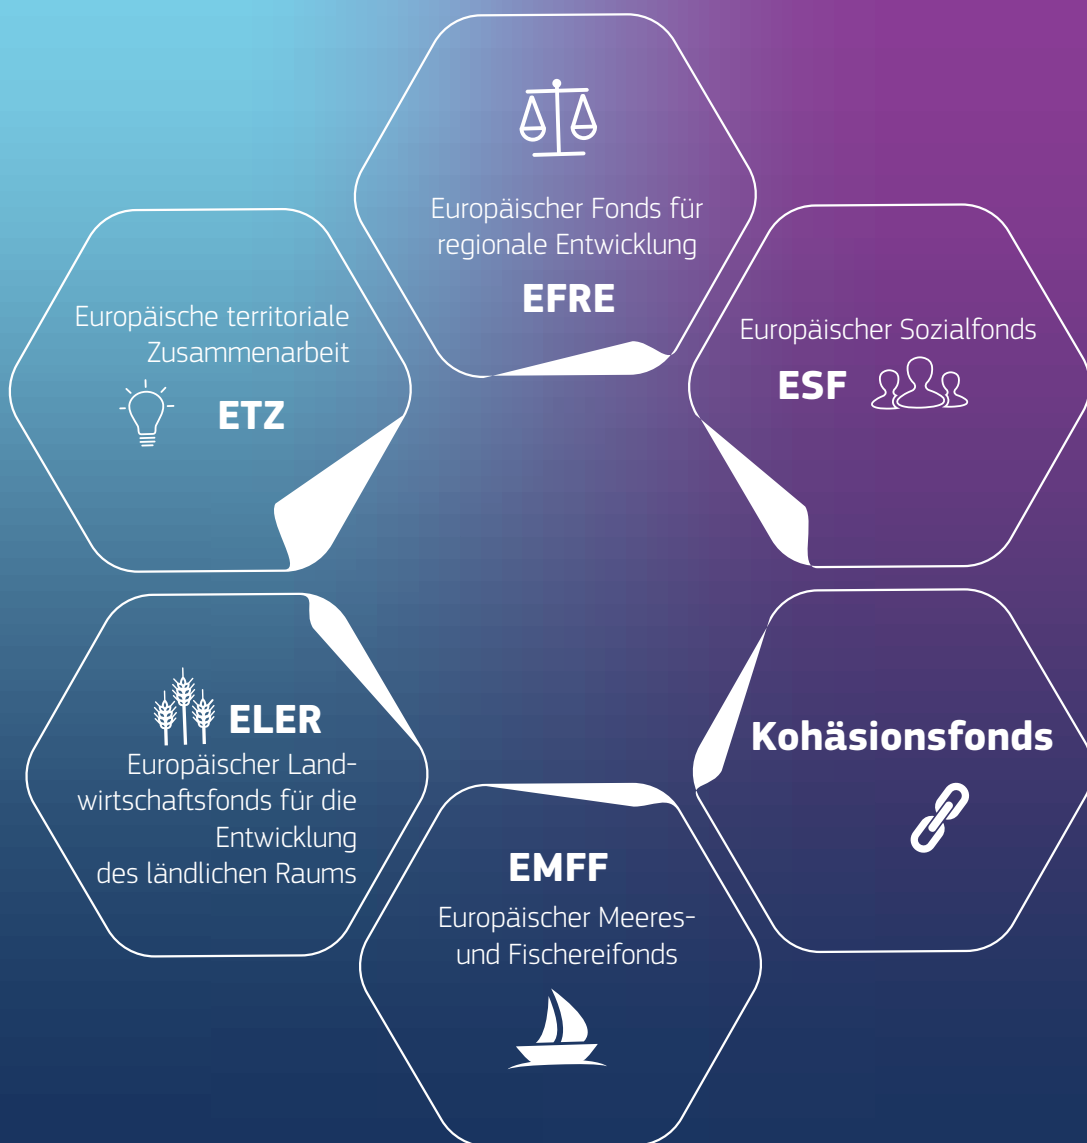 Europäischer Fonds für
regionale Entwicklung
EFRE
Europäischer Sozialfonds
ESF
Kohäsionsfonds
EMFF
Europäischer Meeres-
und Fischereifonds
ELER
Europäischer Land-
wirtschaftsfonds für die
Entwicklung
des ländlichen Raums
Europäische territoriale
Zusammenarbeit
ETZ